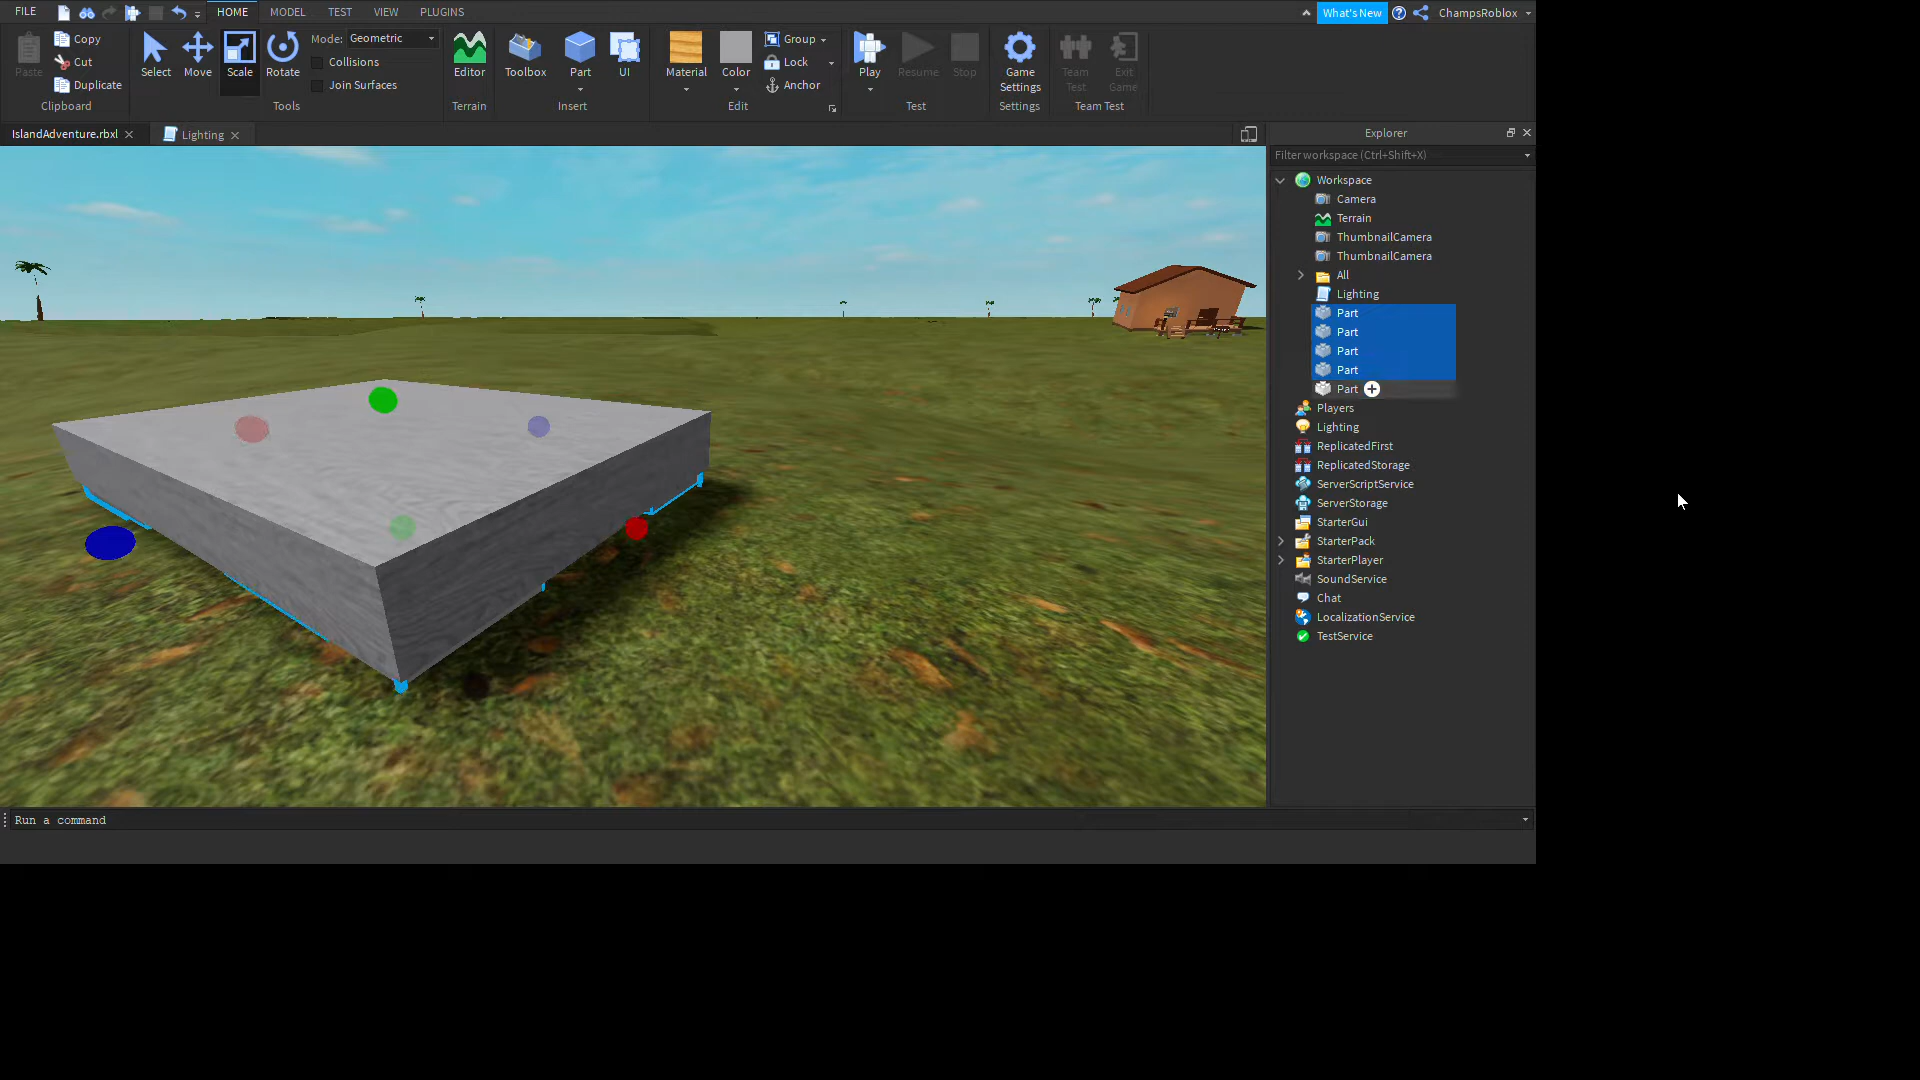 FILE
HOME
MODEL
TEST
VIEW
PLUGINS
What's New
ChampsRoblox
Paste
Copy
Cut
Duplicate
Clipboard
Select
Move
Scale
Rotate
Mode: Geometric
Collisions
Join Surfaces
Tools
Editor
Terrain
Toolbox
Part
UI
Insert
Material
Color
Group
Lock
Anchor
Edit
Play
Resume
Stop
Test
Game
Settings
Settings
Team
Test
Exit
Game
Team Test
IslandAdventure.rbxl
Lighting
Explorer
Filter workspace (Ctrl+Shift+X)
Workspace
Camera
Terrain
ThumbnailCamera
ThumbnailCamera
All
Lighting
Part
Part
Part
Part
Part
Players
Lighting
ReplicatedFirst
ReplicatedStorage
ServerScriptService
ServerStorage
StarterGui
StarterPack
StarterPlayer
SoundService
Chat
LocalizationService
TestService
Run a command